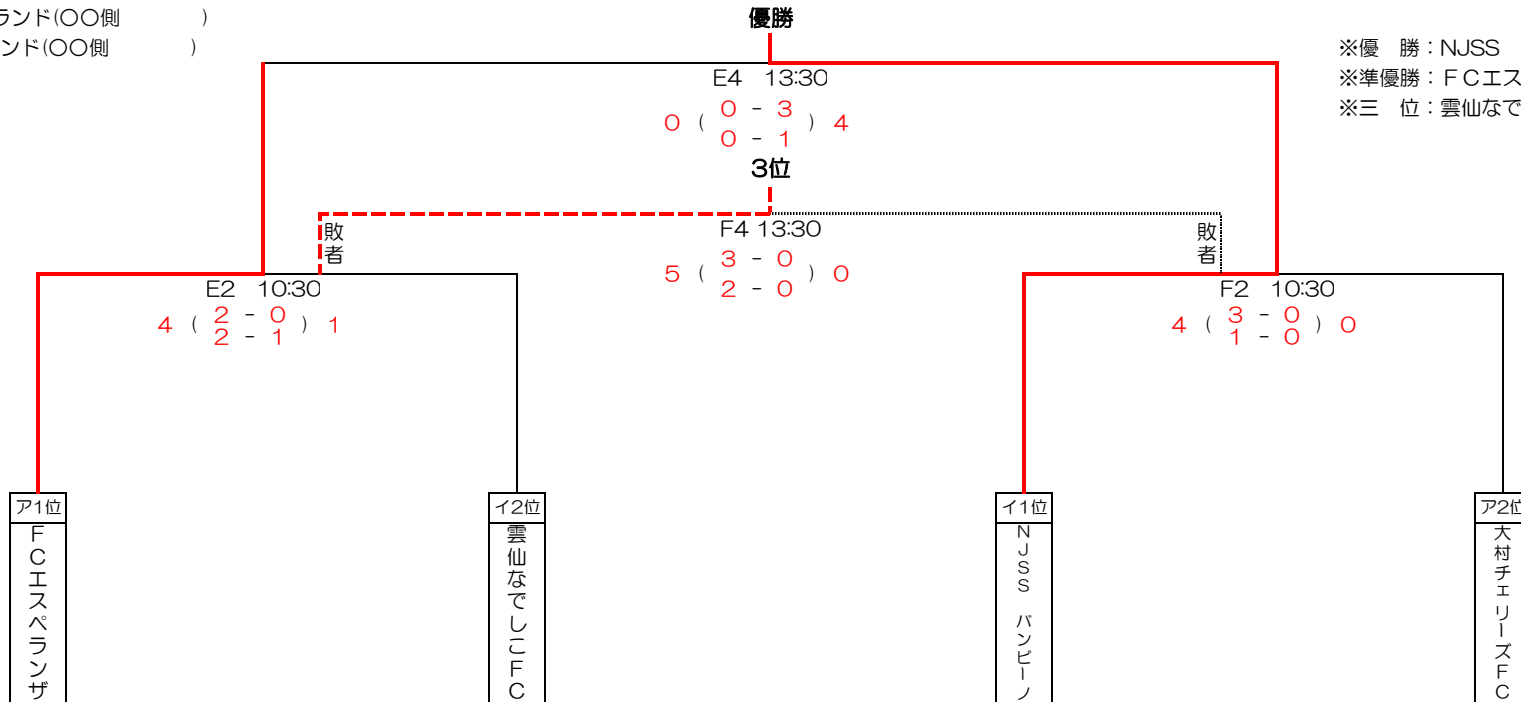 ランド(〇〇側　　　　)
ンド(〇〇側　　　　)
優勝
※優　勝：NJSS
※準優勝：ＦＣエス
※三　位：雲仙なで
E4　13:30
0 ( 0 - 3 ) 4
0 - 1
3位
敗者
F4 13:30
敗者
5 ( 3 - 0 ) 0
2 - 0
E2　10:30
4 ( 2 - 0 ) 1
2 - 1
F2　10:30
4 ( 3 - 0 ) 0
1 - 0
ア1位
イ2位
イ1位
ア2位
ＦＣエスペランザ
雲仙なでしこＦＣ
ＮＪＳＳ　バンビーノ
大村チェリーズＦＣ